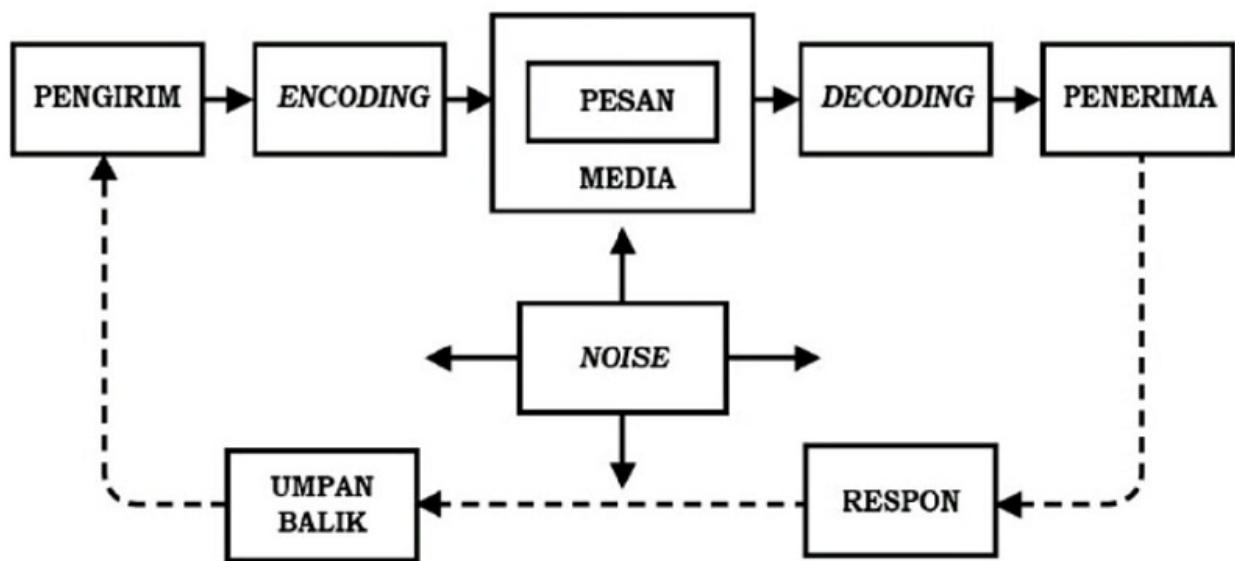 PENGIRIM
ENCODING
PESAN
MEDIA
DECODING
PENERIMA
NOISE
UMPAN
BALIK
RESPON